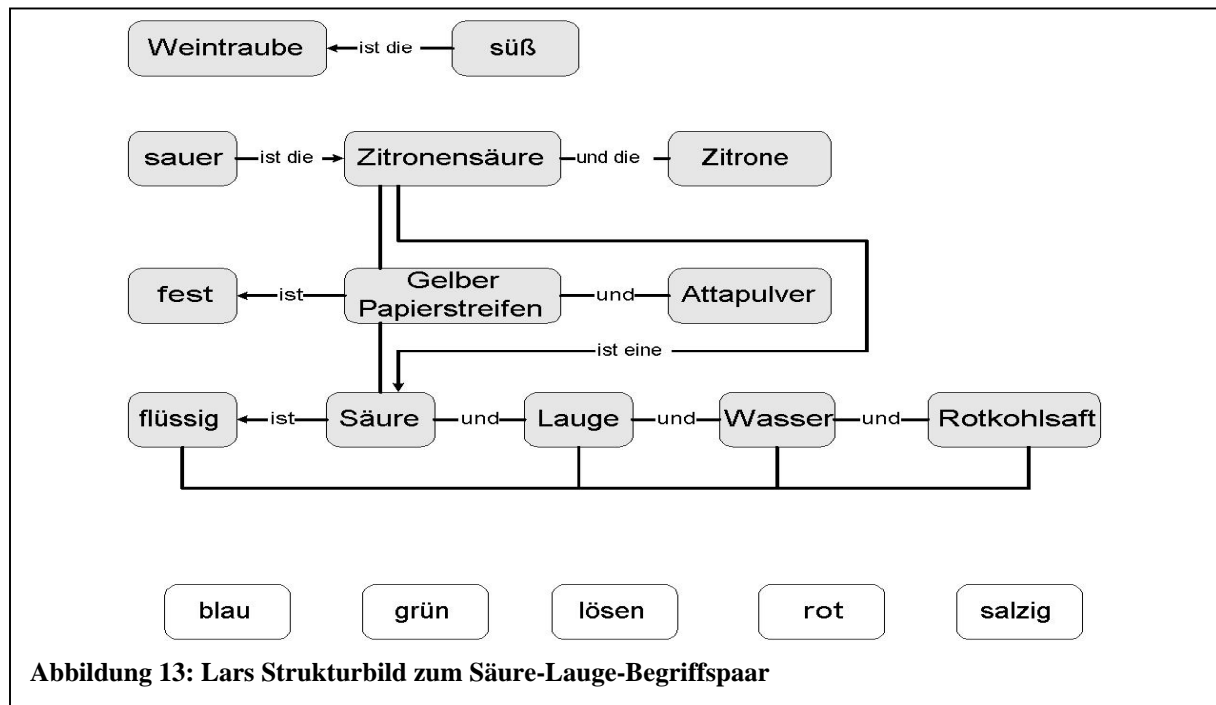 Weintraube ist die süß
sauer ist die Zitronensäure und die Zitrone
fest ist Gelber Papierstreifen und Attapulver
ist eine
flüssig ist Säure und Lauge und Wasser und Rotkohlsaft
blau grün lösen rot salzig
Abbildung 13: Lars Strukturbild zum Säure-Lauge-Begriffspaar